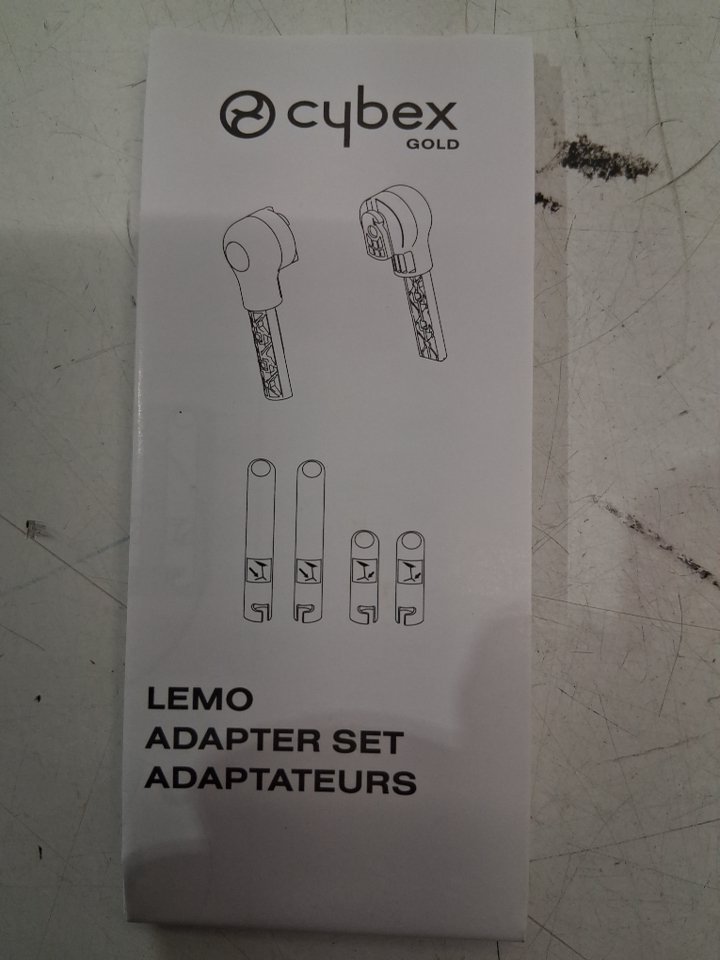 cybex
GOLD
LEMO
ADAPTER SET
ADAPTATEURS